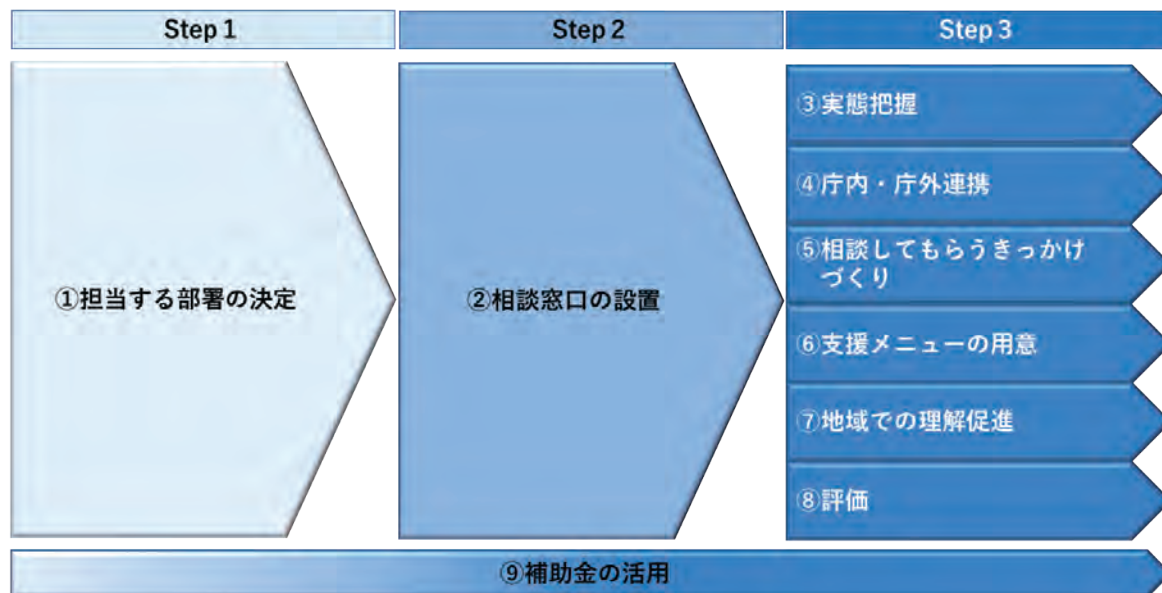 Step 1
Step 2
Step 3
①担当する部署の決定
②相談窓口の設置
③実態把握
④庁内・庁外連携
⑤相談してもらうきっかけ
づくり
⑥支援メニューの用意
⑦地域での理解促進
⑧評価
⑨補助金の活用